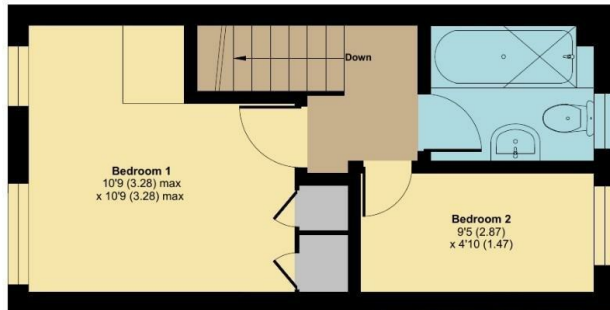 Down
Bedroom 1
10'9 (3.28) max
x 10'9 (3.28) max
Bedroom 2
9'5 (2.87)
x 4'10 (1.47)